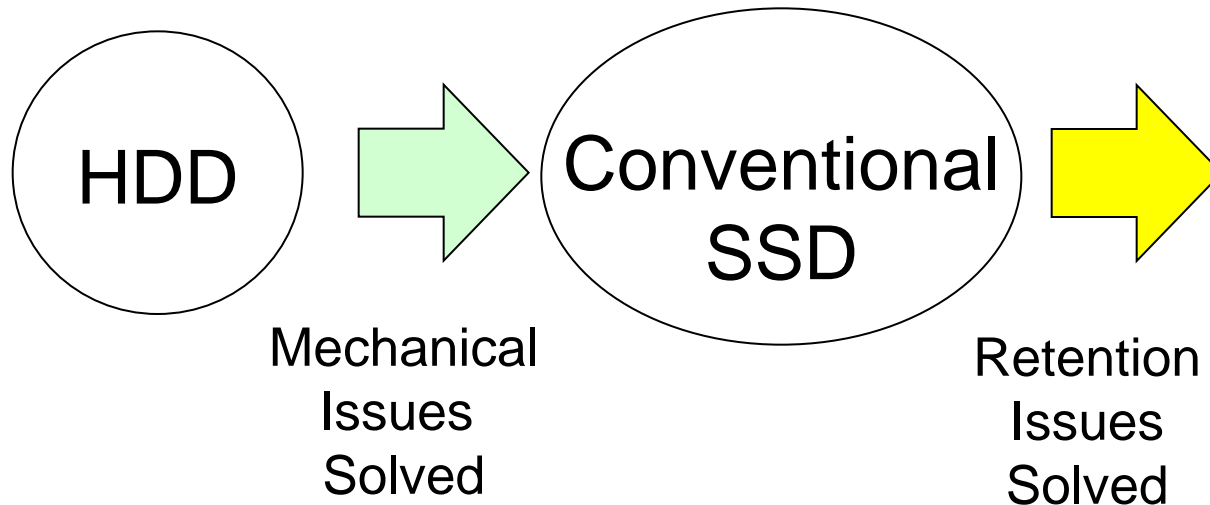 HDD
Mechanical
Issues
Solved
Conventional
SSD
Retention
Issues
Solved